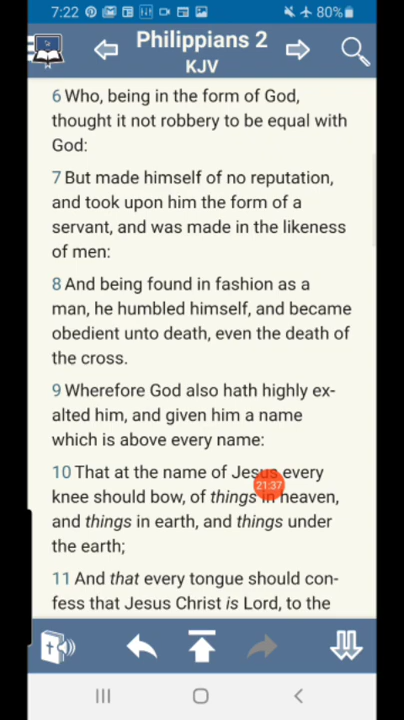 7:22 80%
Philippians 2
KJV
6 Who, being in the form of God,
thought it not robbery to be equal with
God:
7 But made himself of no reputation,
and took upon him the form of a
servant, and was made in the likeness
of men:
8 And being found in fashion as a
man, he humbled himself, and became
obedient unto death, even the death of
the cross.
9 Wherefore God also hath highly ex-
alted him, and given him a name
which is above every name:
10 That at the name of Jesus every
knee should bow, of things in heaven,
and things in earth, and things under
the earth;
21:37
11 And that every tongue should con-
fess that Jesus Christ is Lord, to the